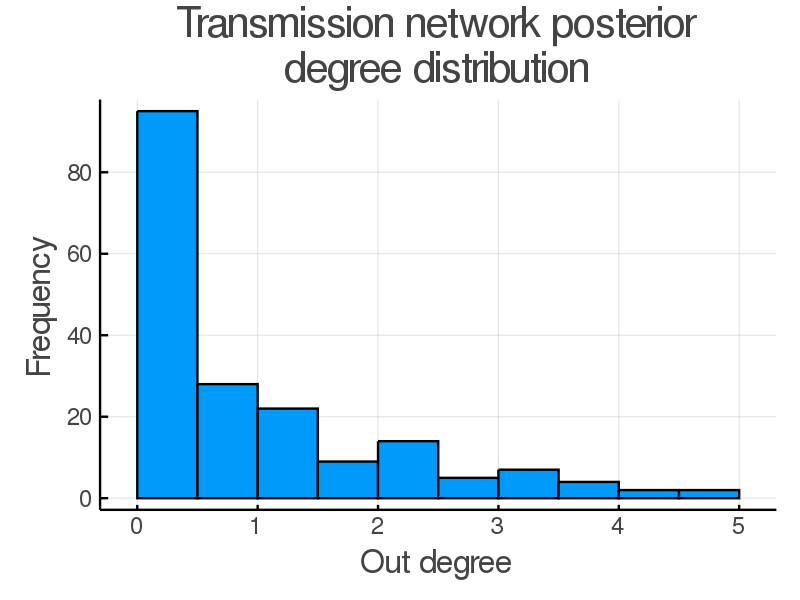 Transmission network posterior
degree distribution
Frequency
80
60
40
20
0
0 1 2 3 4 5
Out degree